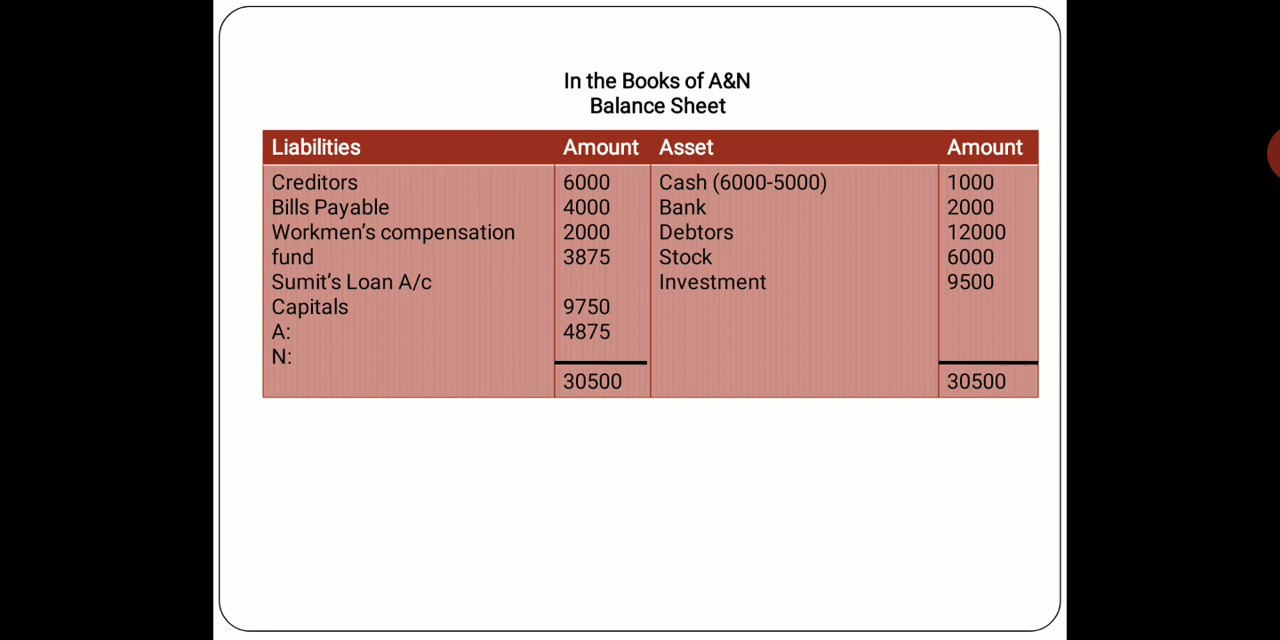 In the Books of A&N
Balance Sheet
Liabilities Amount Asset Amount
Creditors 6000 Cash (6000-5000) 1000
Bills Payable 4000 Bank 2000
Workmen's compensation 2000 Debtors 12000
fund 3875 Stock 6000
Sumit's Loan A/c Investment 9500
Capitals 9750
A: 4875
N:
30500 30500